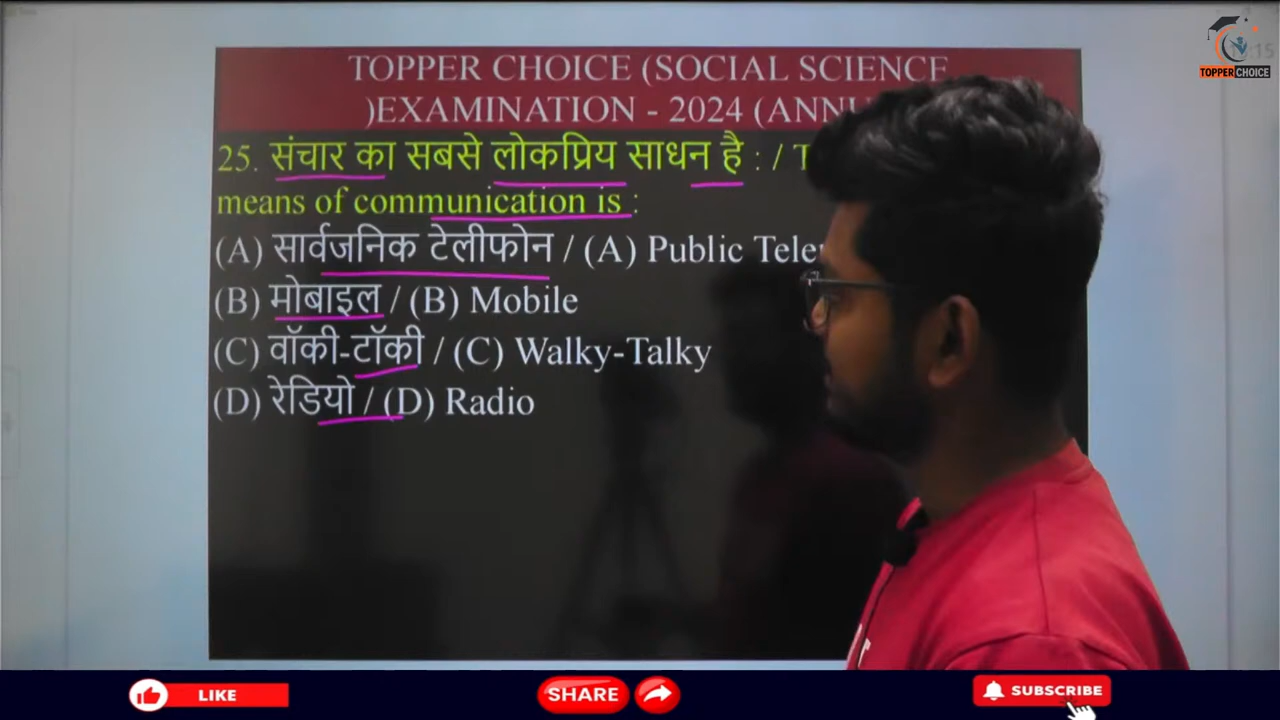 TOPPER CHOICE (SOCIAL SCIENCE
)EXAMINATION - 2024 (ANNU
25. संचार का सबसे लोकप्रिय साधन है : / T
means of communication is :
(A) सार्वजनिक टेलीफोन / (A) Public Tele
(B) मोबाइल / (B) Mobile
(C) वॉकी-टॉकी / (C) Walky-Talky
(D) रेडियो / (D) Radio
TOPPER CHOICE
LIKE
SHARE
SUBSCRIBE